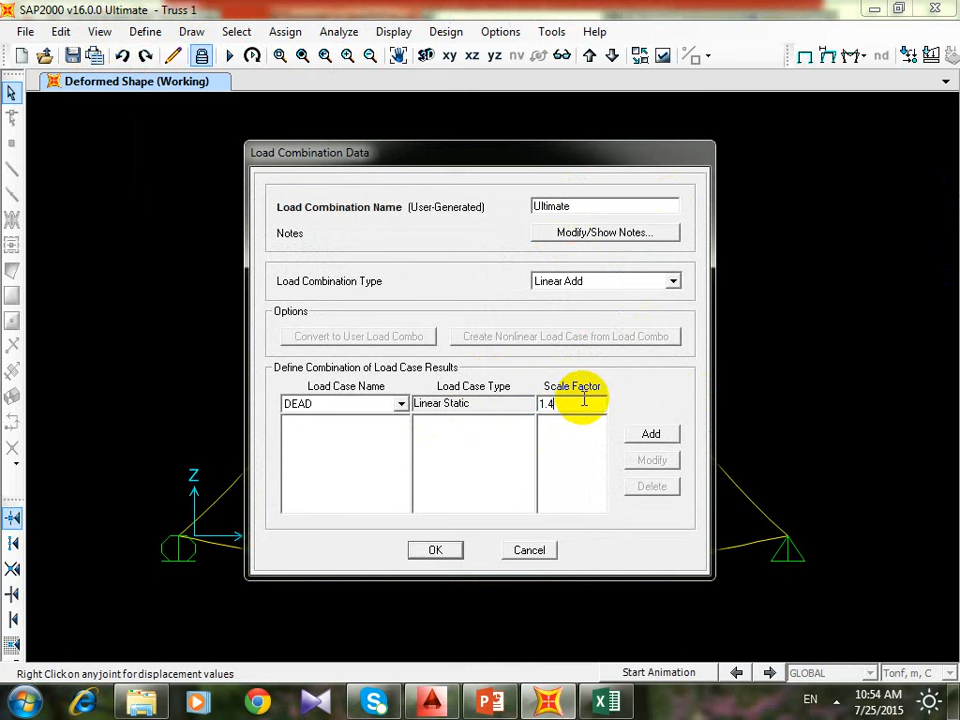 SAP2000 v16.0.0 Ultimate - Truss 1
File Edit View Define Draw Select Assign Analyze Display Design Options Tools Help
3D xy xz yz nv nd
Deformed Shape (Working)
Load Combination Data
Load Combination Name (User-Generated) Ultimate
Notes Modify/Show Notes...
Load Combination Type Linear Add
Options
Convert to User Load Combo Create Nonlinear Load Case from Load Combo
Define Combination of Load Case Results
Load Case Name Load Case Type Scale Factor
DEAD Linear Static 1.4
Add
Modify
Delete
Z
OK Cancel
Right Click on any joint for displacement values Start Animation GLOBAL Tonf, m, C
EN 10:54 AM
7/25/2015